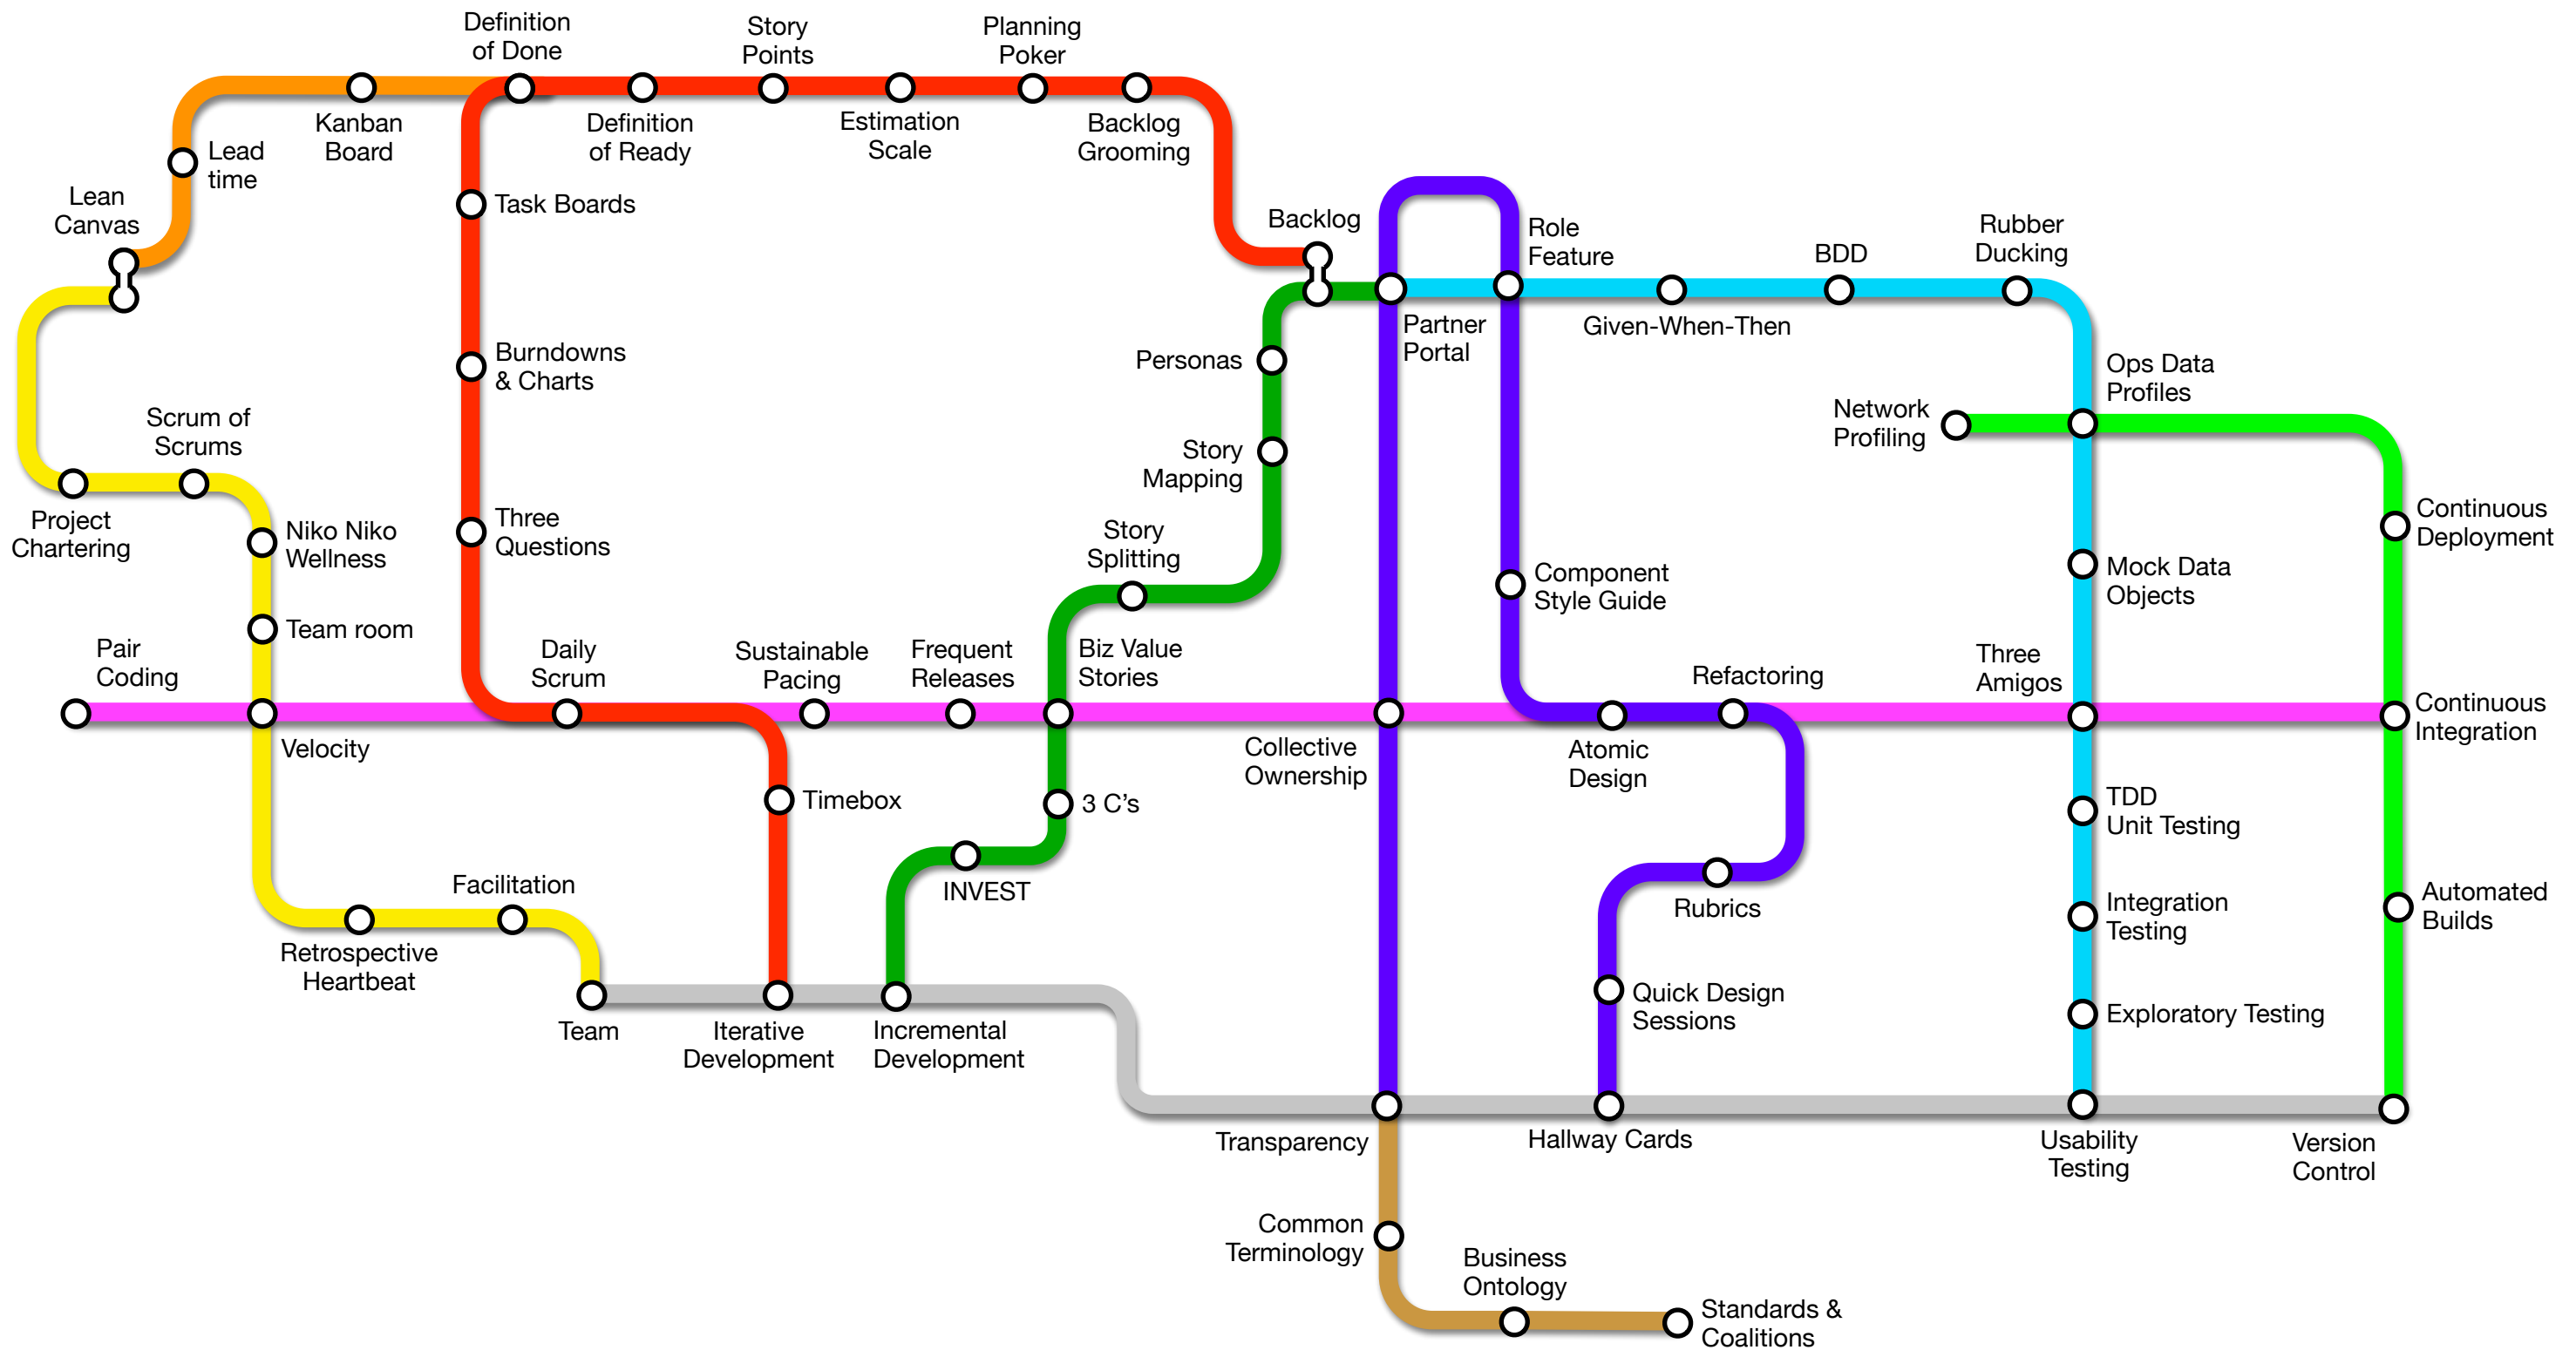 Definition
of Done
Story
Points
Planning
Poker
Kanban
Board
Definition
of Ready
Estimation
Scale
Backlog
Grooming
Lead
time
Lean
Canvas
Task Boards
Backlog
Role
Feature
BDD
Rubber
Ducking
Partner
Portal
Given-When-Then
Burndowns
& Charts
Personas
Ops Data
Profiles
Network
Profiling
Scrum of
Scrums
Story
Mapping
Project
Chartering
Niko Niko
Wellness
Three
Questions
Story
Splitting
Component
Style Guide
Mock Data
Objects
Continuous
Deployment
Team room
Pair
Coding
Daily
Scrum
Sustainable
Pacing
Frequent
Releases
Biz Value
Stories
Refactoring
Three
Amigos
Continuous
Integration
Velocity
Collective
Ownership
Atomic
Design
Timebox
3 C's
TDD
Unit Testing
INVEST
Facilitation
Rubrics
Integration
Testing
Automated
Builds
Retrospective
Heartbeat
Quick Design
Sessions
Exploratory Testing
Team
Iterative
Development
Incremental
Development
Transparency
Hallway Cards
Usability
Testing
Version
Control
Common
Terminology
Business
Ontology
Standards &
Coalitions